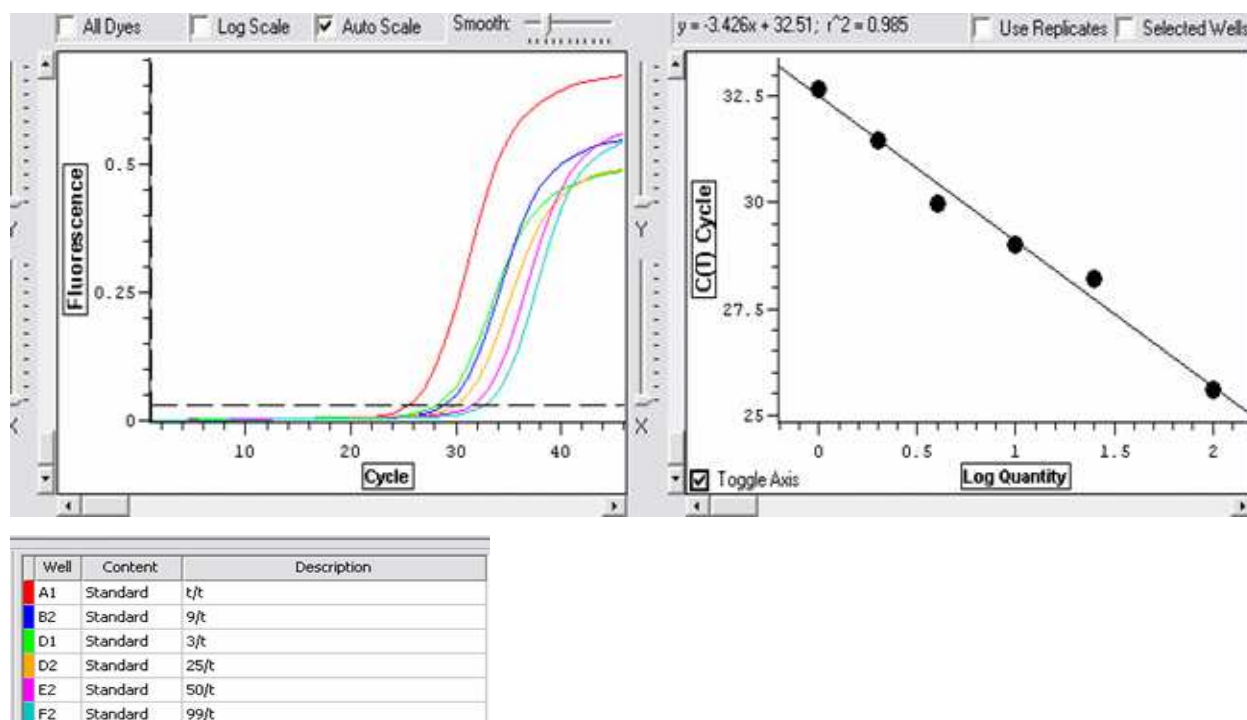 All Dyes Log Scale Auto Scale Smooth:
Fluorescence
0.5
0.25
0
10 20 30 40
Cycle
Y
X
y = -3.426x + 32.51; r^2 = 0.985 Use Replicates Selected Wells
C(T) Cycle
32.5
30
27.5
25
0 0.5 1 1.5 2
Toggle Axis Log Quantity
Y
X
Well Content Description
A1 Standard t/t
B2 Standard 9/t
D1 Standard 3/t
D2 Standard 25/t
E2 Standard 50/t
F2 Standard 99/t